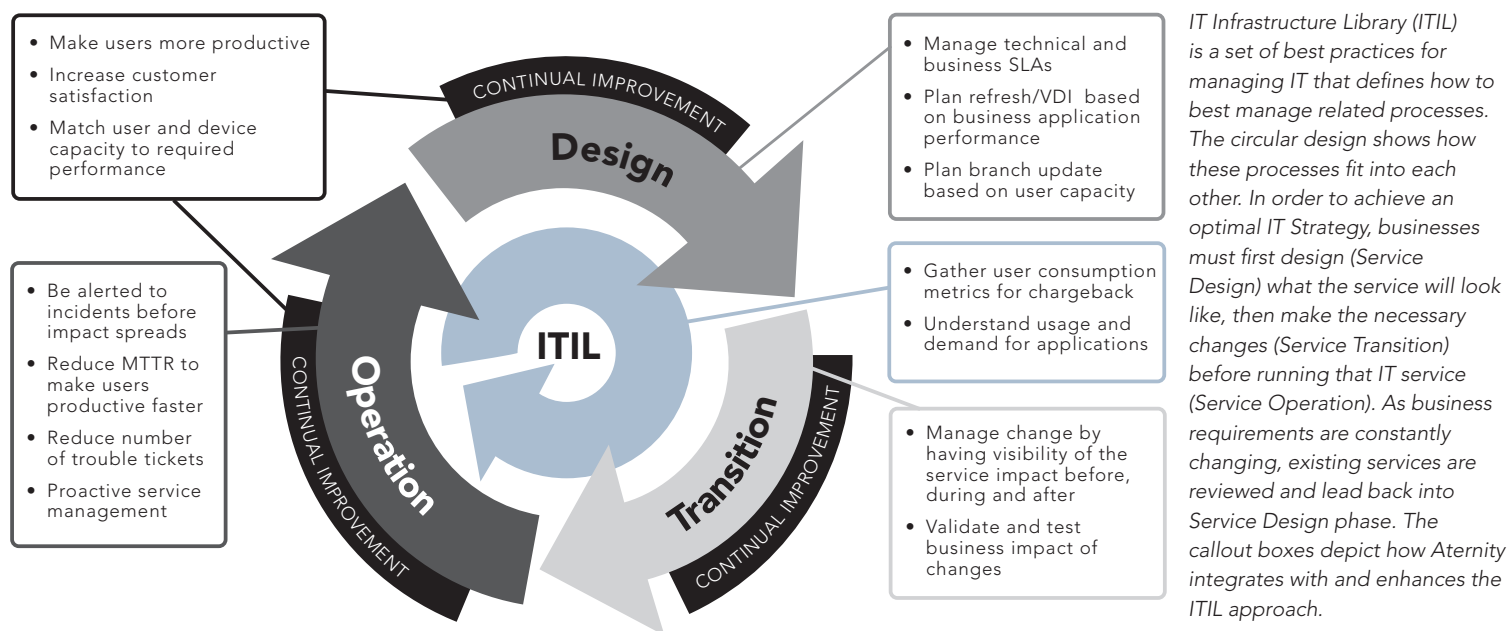 • Make users more productive
• Increase customer
satisfaction
• Match user and device
capacity to required
performance
• Be alerted to
incidents before
impact spreads
• Reduce MTTR to
make users
productive faster
• Reduce number
of trouble tickets
• Proactive service
management
CONTINUAL IMPROVEMENT
Design
ITIL
Operation
CONTINUAL IMPROVEMENT
Transition
CONTINUAL IMPROVEMENT
• Manage technical and
business SLAs
• Plan refresh/VDI based
on business application
performance
• Plan branch update
based on user capacity
• Gather user consumption
metrics for chargeback
• Understand usage and
demand for applications
• Manage change by
having visibility of the
service impact before,
during and after
• Validate and test
business impact of
changes
IT Infrastructure Library (ITIL)
is a set of best practices for
managing IT that defines how to
best manage related processes.
The circular design shows how
these processes fit into each
other. In order to achieve an
optimal IT Strategy, businesses
must first design (Service
Design) what the service will look
like, then make the necessary
changes (Service Transition)
before running that IT service
(Service Operation). As business
requirements are constantly
changing, existing services are
reviewed and lead back into
Service Design phase. The
callout boxes depict how Aternity
integrates with and enhances the
ITIL approach.